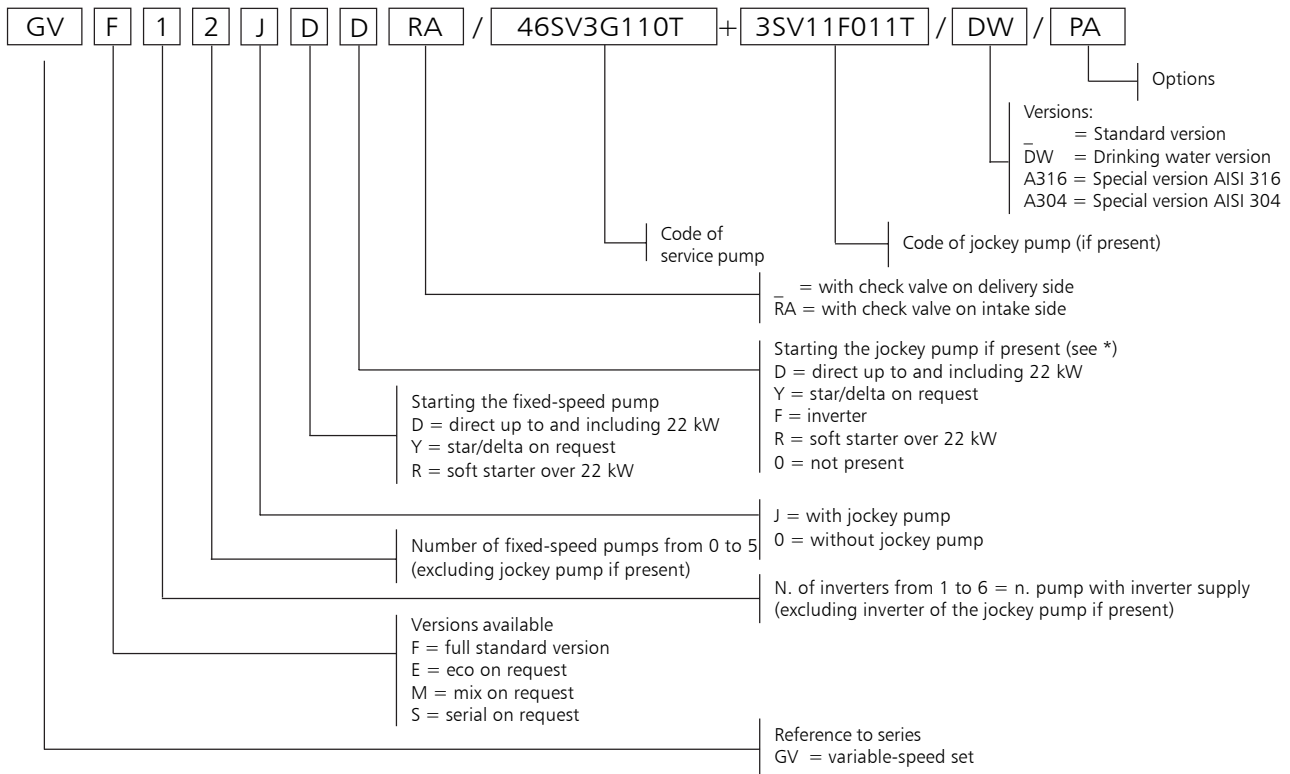 GV F 1 2 J D D RA / 46SV3G110T + 3SV11F011T / DW / PA
Options
Versions:
_ = Standard version
DW = Drinking water version
A316 = Special version AISI 316
A304 = Special version AISI 304
Code of
service pump
Code of jockey pump (if present)
_ = with check valve on delivery side
RA = with check valve on intake side
Starting the jockey pump if present (see *)
D = direct up to and including 22 kW
Y = star/delta on request
F = inverter
R = soft starter over 22 kW
0 = not present
Starting the fixed-speed pump
D = direct up to and including 22 kW
Y = star/delta on request
R = soft starter over 22 kW
J = with jockey pump
0 = without jockey pump
Number of fixed-speed pumps from 0 to 5
(excluding jockey pump if present)
N. of inverters from 1 to 6 = n. pump with inverter supply
(excluding inverter of the jockey pump if present)
Versions available
F = full standard version
E = eco on request
M = mix on request
S = serial on request
Reference to series
GV = variable-speed set